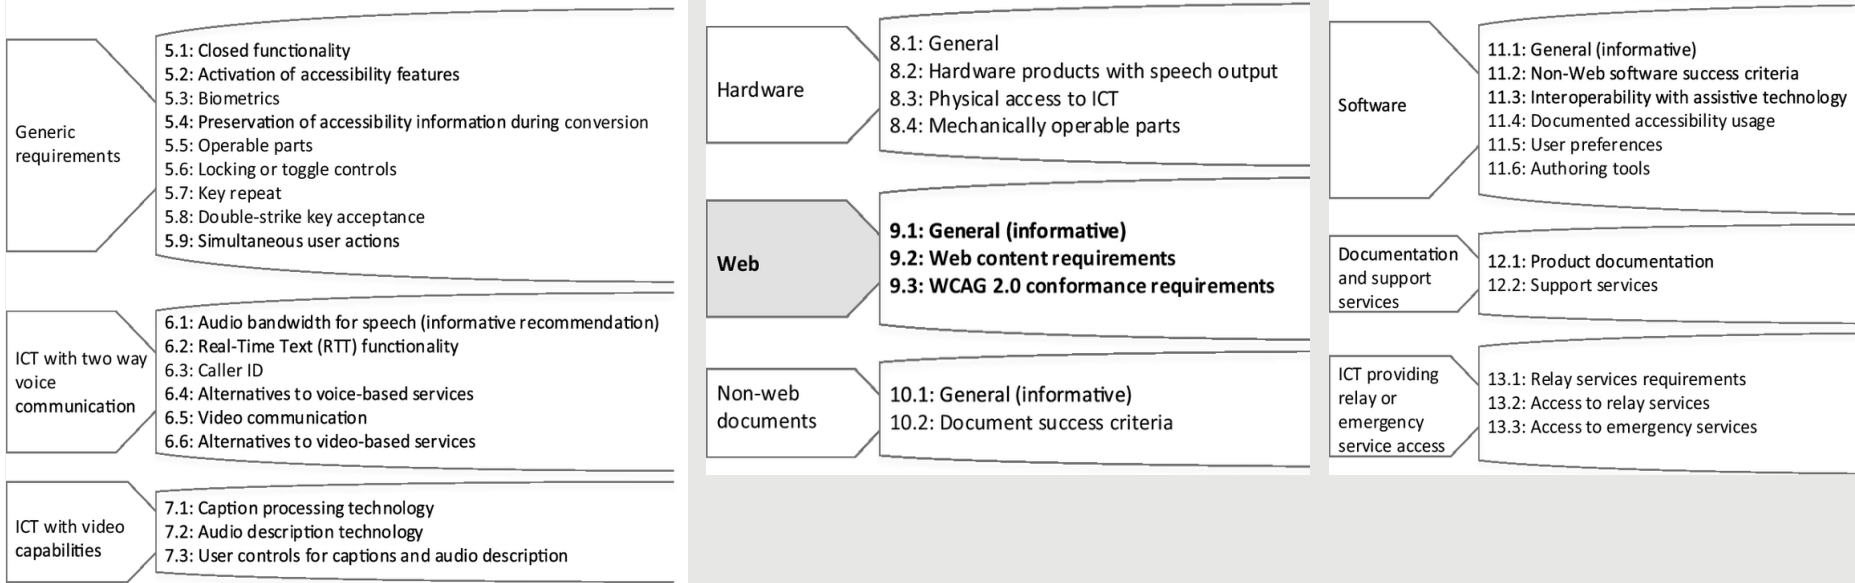 Generic
requirements
5.1: Closed functionality
5.2: Activation of accessibility features
5.3: Biometrics
5.4: Preservation of accessibility information during conversion
5.5: Operable parts
5.6: Locking or toggle controls
5.7: Key repeat
5.8: Double-strike key acceptance
5.9: Simultaneous user actions
ICT with two way
voice
communication
6.1: Audio bandwidth for speech (informative recommendation)
6.2: Real-Time Text (RTT) functionality
6.3: Caller ID
6.4: Alternatives to voice-based services
6.5: Video communication
6.6: Alternatives to video-based services
ICT with video
capabilities
7.1: Caption processing technology
7.2: Audio description technology
7.3: User controls for captions and audio description
Hardware
8.1: General
8.2: Hardware products with speech output
8.3: Physical access to ICT
8.4: Mechanically operable parts
Web
9.1: General (informative)
9.2: Web content requirements
9.3: WCAG 2.0 conformance requirements
Non-web
documents
10.1: General (informative)
10.2: Document success criteria
Software
11.1: General (informative)
11.2: Non-Web software success criteria
11.3: Interoperability with assistive technology
11.4: Documented accessibility usage
11.5: User preferences
11.6: Authoring tools
Documentation
and support
services
12.1: Product documentation
12.2: Support services
ICT providing
relay or
emergency
service access
13.1: Relay services requirements
13.2: Access to relay services
13.3: Access to emergency services